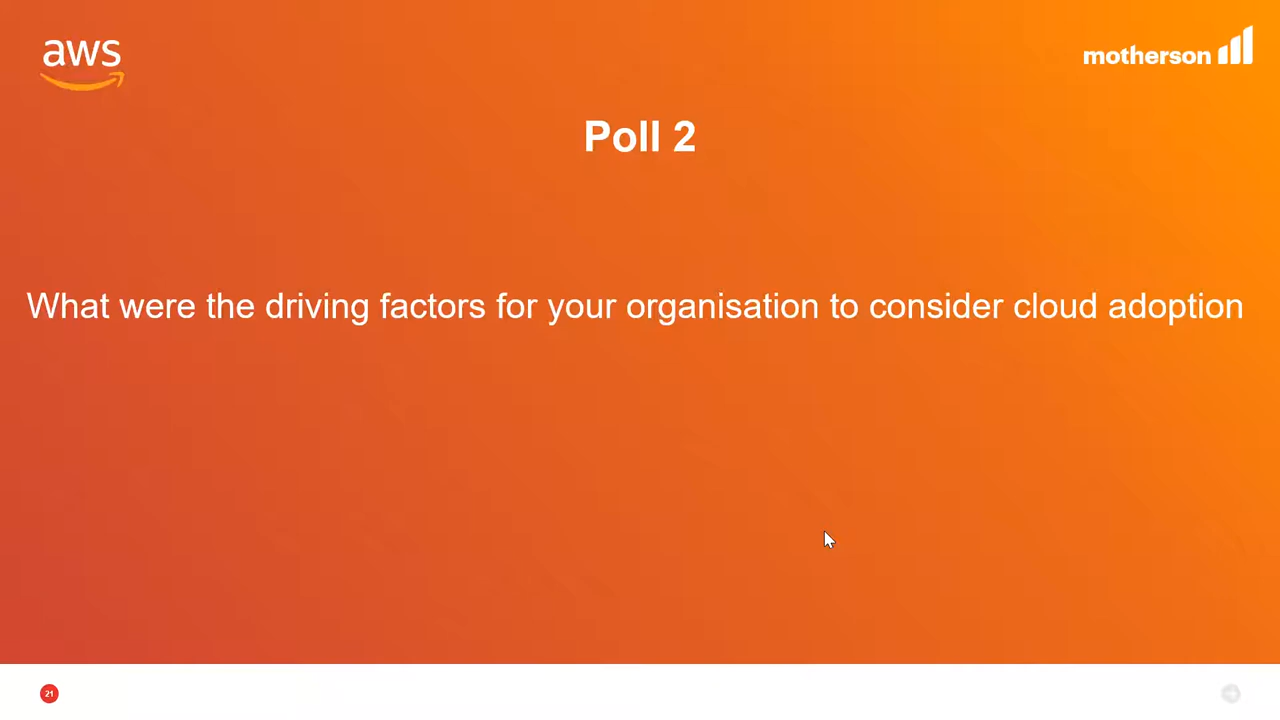 aws
motherson
Poll 2
What were the driving factors for your organisation to consider cloud adoption
21